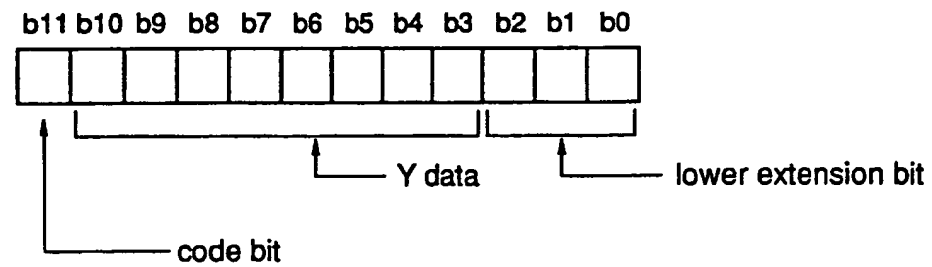 b11 b10 b9 b8 b7 b6 b5 b4 b3 b2 b1 b0
Y data
lower extension bit
code bit